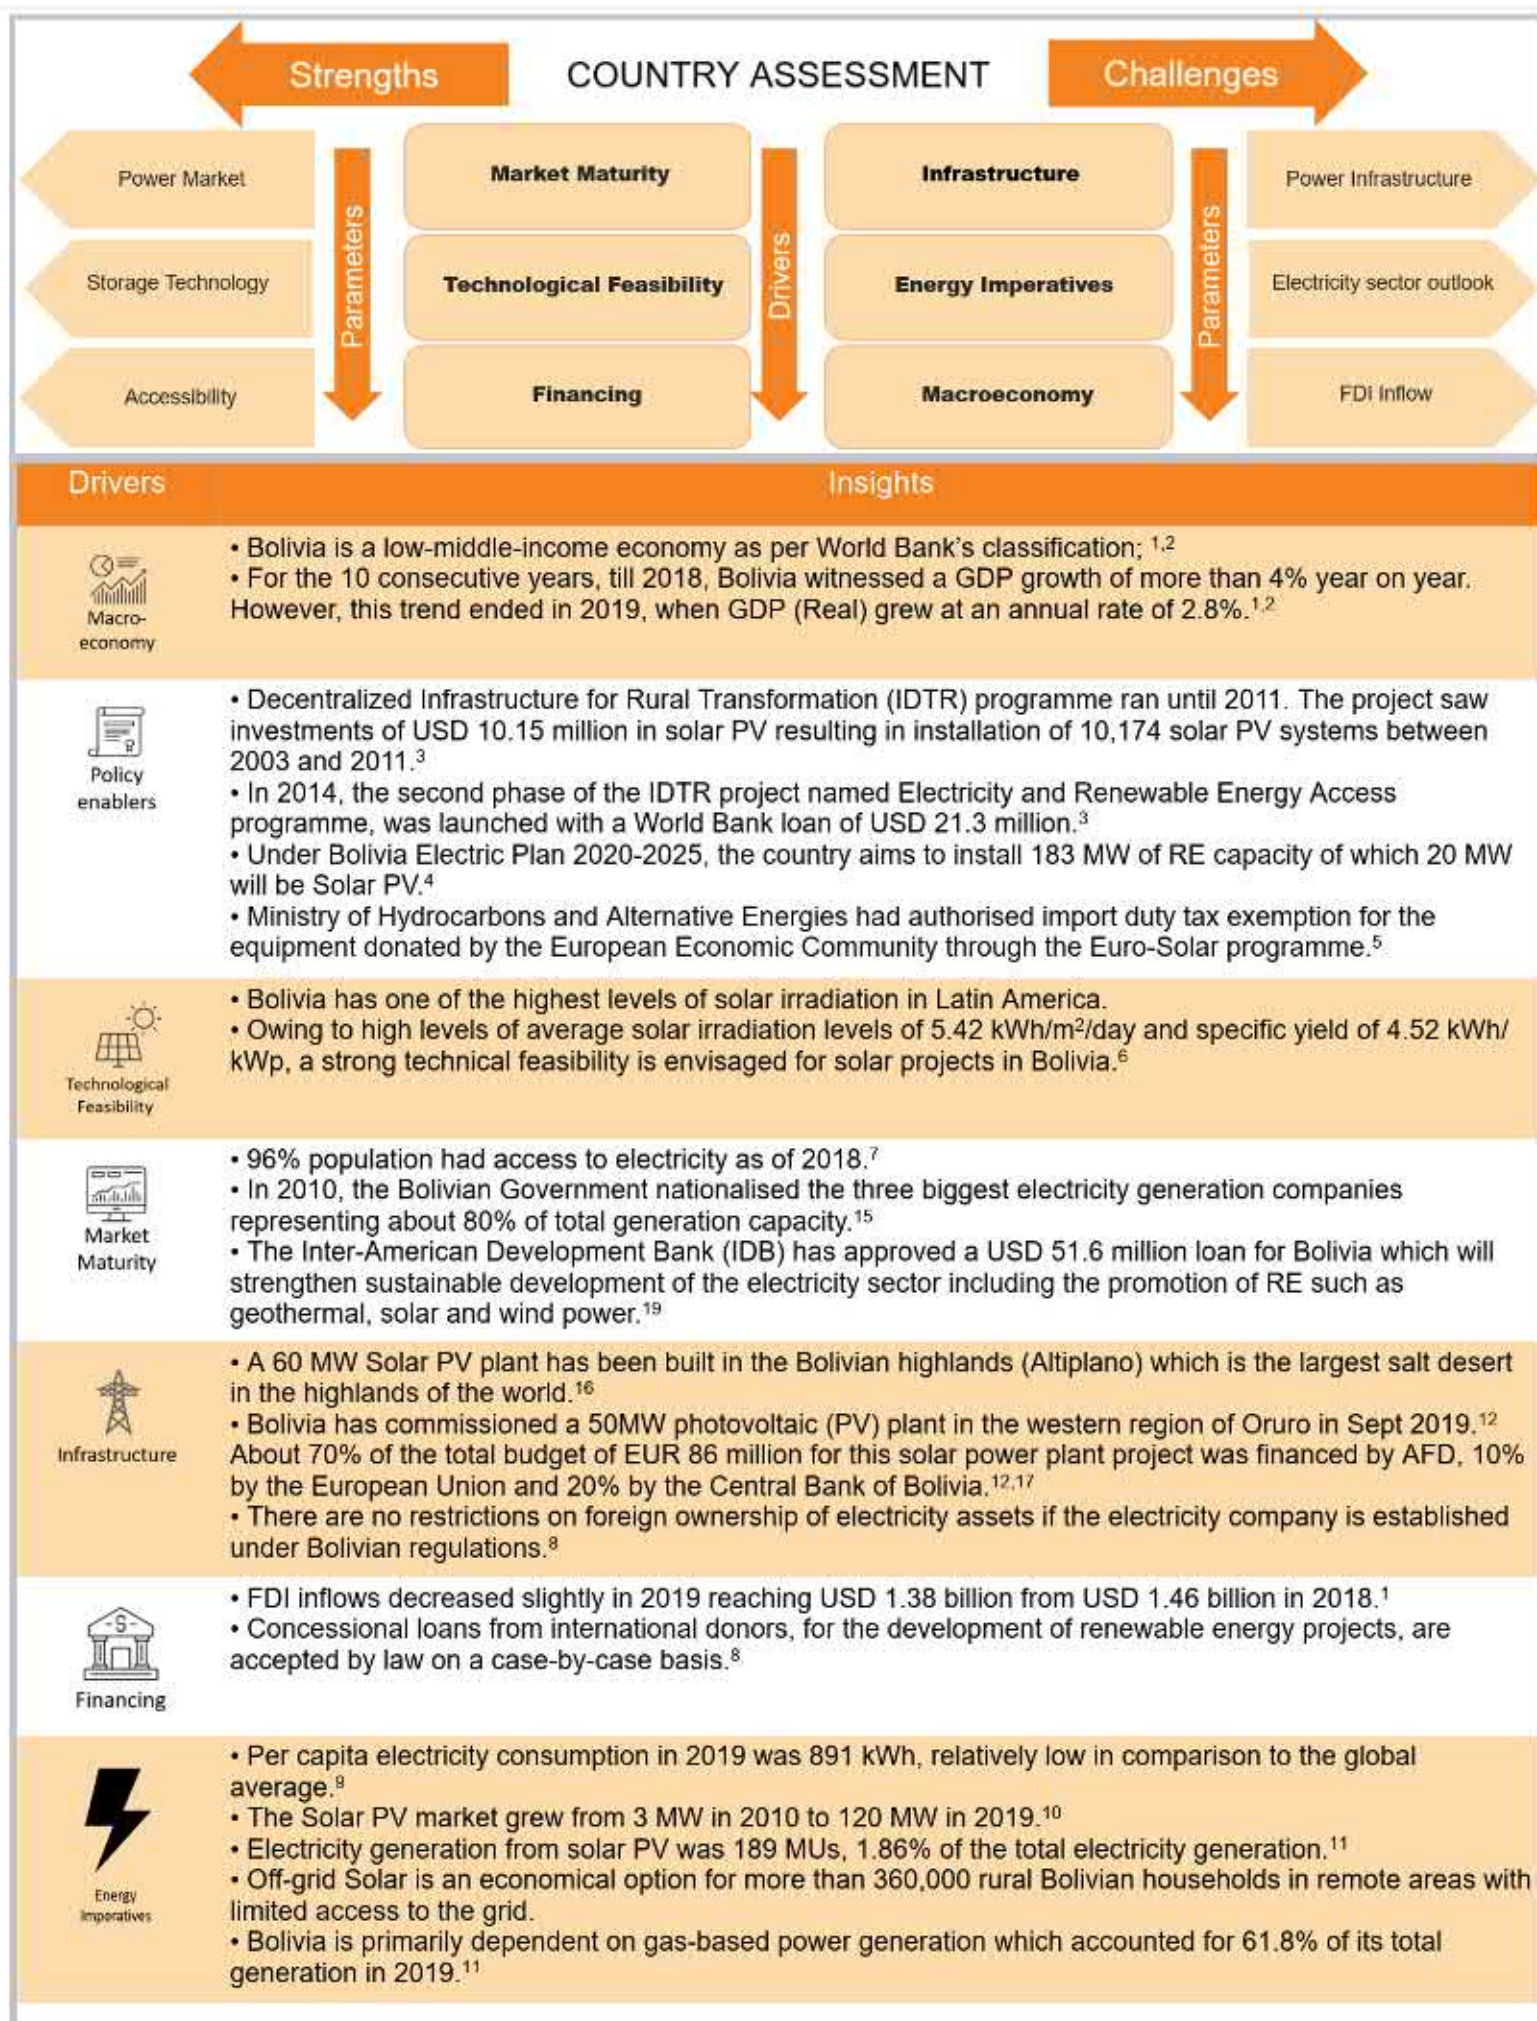 Strengths
COUNTRY ASSESSMENT
Challenges
Power Market
Parameters
Market Maturity
Drivers
Infrastructure
Parameters
Power Infrastructure
Storage Technology
Technological Feasibility
Energy Imperatives
Electricity sector outlook
Accessibility
Financing
Macroeconomy
FDI Inflow
Drivers
Insights
Macro-
economy
• Bolivia is a low-middle-income economy as per World Bank's classification; 1,2
• For the 10 consecutive years, till 2018, Bolivia witnessed a GDP growth of more than 4% year on year.
However, this trend ended in 2019, when GDP (Real) grew at an annual rate of 2.8%.1,2
Policy
enablers
• Decentralized Infrastructure for Rural Transformation (IDTR) programme ran until 2011. The project saw
investments of USD 10.15 million in solar PV resulting in installation of 10,174 solar PV systems between
2003 and 2011.3
• In 2014, the second phase of the IDTR project named Electricity and Renewable Energy Access
programme, was launched with a World Bank loan of USD 21.3 million.3
• Under Bolivia Electric Plan 2020-2025, the country aims to install 183 MW of RE capacity of which 20 MW
will be Solar PV.4
• Ministry of Hydrocarbons and Alternative Energies had authorised import duty tax exemption for the
equipment donated by the European Economic Community through the Euro-Solar programme.5
Technological
Feasibility
• Bolivia has one of the highest levels of solar irradiation in Latin America.
• Owing to high levels of average solar irradiation levels of 5.42 kWh/m2/day and specific yield of 4.52 kWh/
kWp, a strong technical feasibility is envisaged for solar projects in Bolivia.6
Market
Maturity
• 96% population had access to electricity as of 2018.7
• In 2010, the Bolivian Government nationalised the three biggest electricity generation companies
representing about 80% of total generation capacity.15
• The Inter-American Development Bank (IDB) has approved a USD 51.6 million loan for Bolivia which will
strengthen sustainable development of the electricity sector including the promotion of RE such as
geothermal, solar and wind power.19
Infrastructure
• A 60 MW Solar PV plant has been built in the Bolivian highlands (Altiplano) which is the largest salt desert
in the highlands of the world.16
• Bolivia has commissioned a 50MW photovoltaic (PV) plant in the western region of Oruro in Sept 2019.12
About 70% of the total budget of EUR 86 million for this solar power plant project was financed by AFD, 10%
by the European Union and 20% by the Central Bank of Bolivia.12,17
• There are no restrictions on foreign ownership of electricity assets if the electricity company is established
under Bolivian regulations.8
-$-
Financing
• FDI inflows decreased slightly in 2019 reaching USD 1.38 billion from USD 1.46 billion in 2018.1
• Concessional loans from international donors, for the development of renewable energy projects, are
accepted by law on a case-by-case basis.8
Energy
Imperatives
• Per capita electricity consumption in 2019 was 891 kWh, relatively low in comparison to the global
average.9
• The Solar PV market grew from 3 MW in 2010 to 120 MW in 2019.10
• Electricity generation from solar PV was 189 MUs, 1.86% of the total electricity generation.11
• Off-grid Solar is an economical option for more than 360,000 rural Bolivian households in remote areas with
limited access to the grid.
• Bolivia is primarily dependent on gas-based power generation which accounted for 61.8% of its total
generation in 2019.11